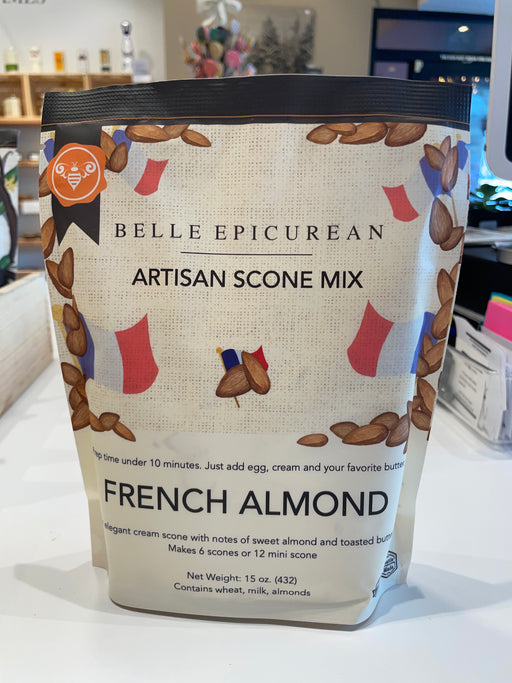 BELLE EPICUREAN
ARTISAN SCONE MIX
time under 10 minutes. Just add egg, cream and your favorite butter
FRENCH ALMOND
elegant cream scone with notes of sweet almond and toasted
Makes 6 scones or 12 mini scone
Net Weight: 15 oz. (432)
Contains wheat, milk, almonds